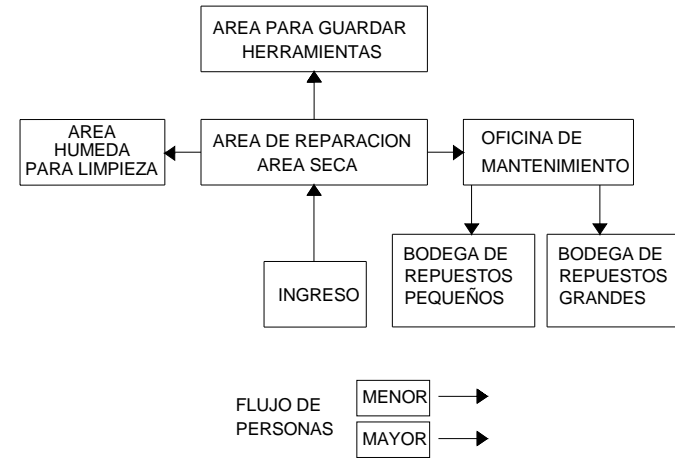 AREA PARA GUARDAR
HERRAMIENTAS
AREA
HUMEDA
PARA LIMPIEZA
AREA DE REPARACION
AREA SECA
OFICINA DE
MANTENIMIENTO
INGRESO
BODEGA DE
REPUESTOS
PEQUEÑOS
BODEGA DE
REPUESTOS
GRANDES
FLUJO DE
PERSONAS
MENOR
MAYOR